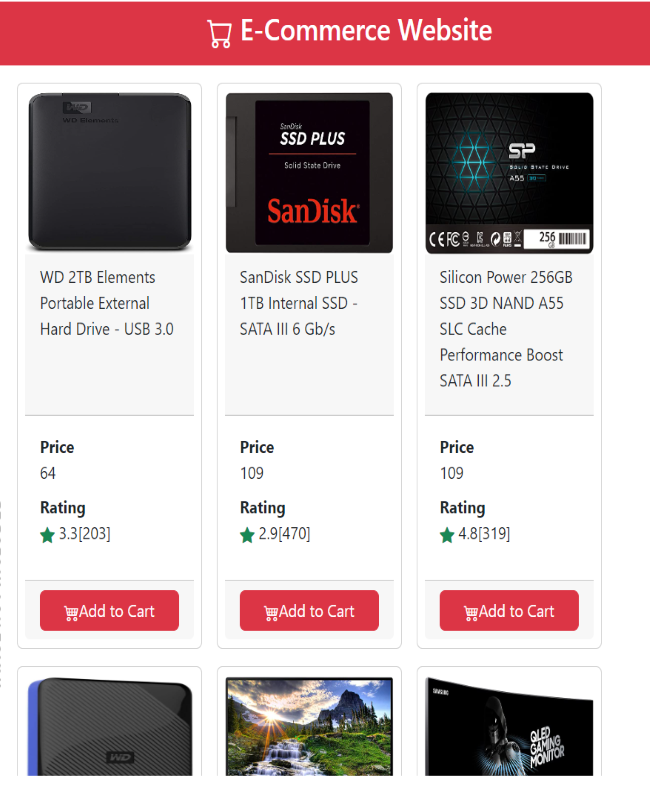 E-Commerce Website
WD
WD Elements
SanDisk
SSD PLUS
Solid State Drive
SanDisk
SP
SOLID STATE DRIVE
A55
256
GB
WD 2TB Elements
Portable External
Hard Drive - USB 3.0
SanDisk SSD PLUS
1TB Internal SSD -
SATA III 6 Gb/s
Silicon Power 256GB
SSD 3D NAND A55
SLC Cache
Performance Boost
SATA III 2.5
Price
64
Rating
3.3[203]
Price
109
Rating
2.9[470]
Price
109
Rating
4.8[319]
Add to Cart
Add to Cart
Add to Cart
WD
SAMSUNG
QLED
GAMING
MONITOR